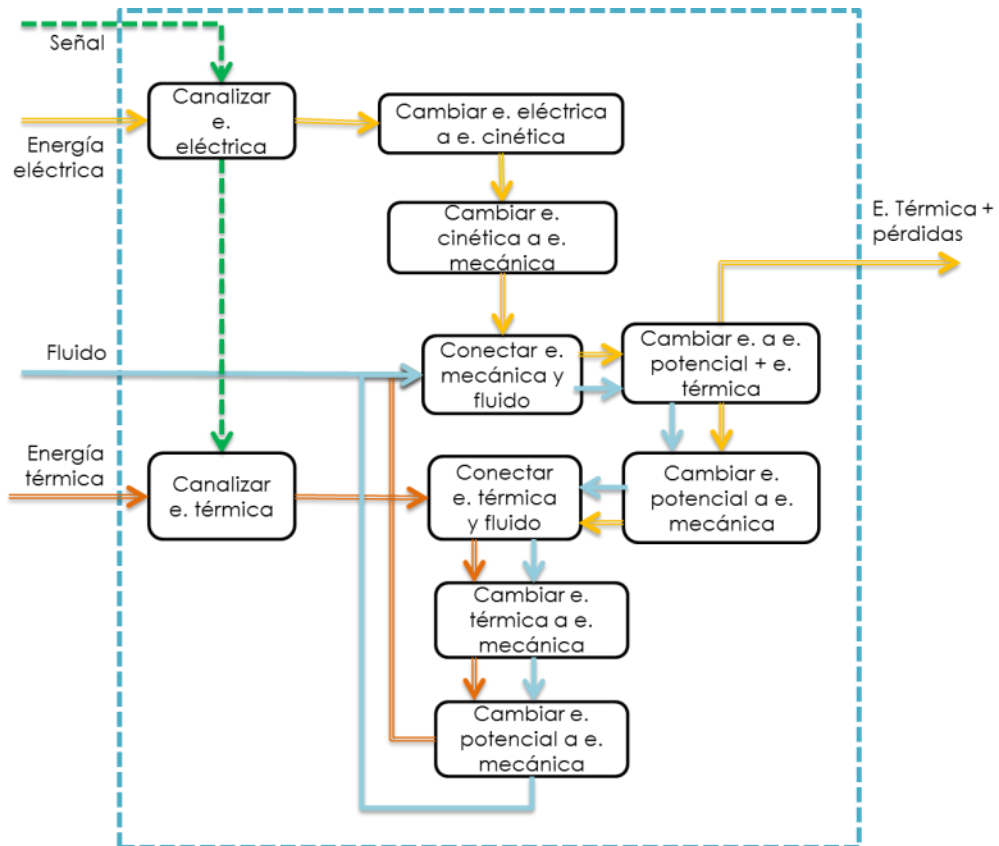 Señal
Canalizar
e.
eléctrica
Energía
eléctrica
Cambiar e. eléctrica
a e. cinética
Cambiar e.
cinética a e.
mecánica
E. Térmica +
pérdidas
Fluido
Conectar e.
mecánica y
fluido
Cambiar e. a e.
potencial + e.
térmica
Energía
térmica
Canalizar
e. térmica
Conectar
e. térmica
y fluido
Cambiar e.
potencial a e.
mecánica
Cambiar e.
térmica a e.
mecánica
Cambiar e.
potencial a e.
mecánica